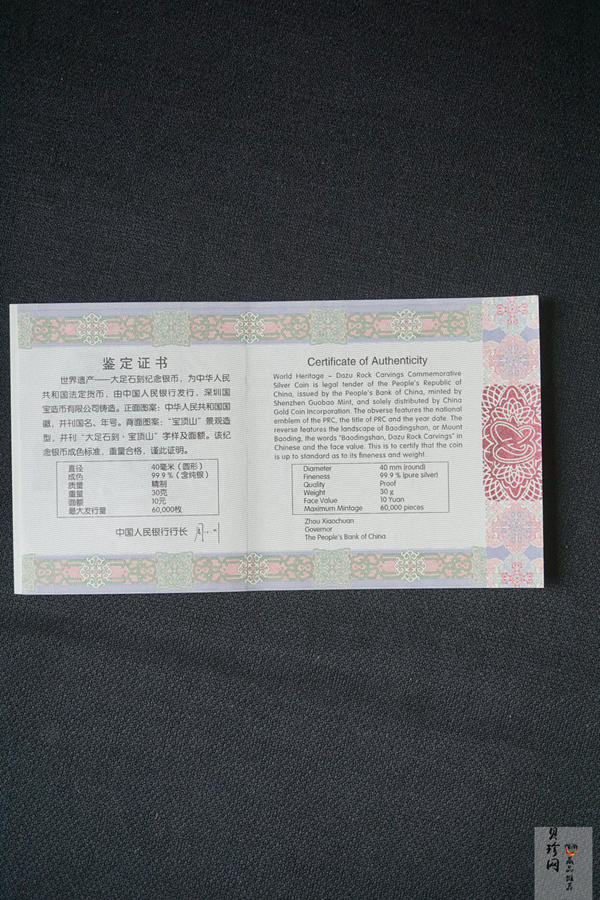 鉴定证书
世界遗产——大足石刻纪念银币，为中华人民
共和国法定货币，由中国人民银行发行，深圳国
宝造币有限公司铸造。正面图案：中华人民共和国国
徽，并刊国名、年号。背面图案：“宝顶山”景观造
型，并刊“大足石刻·宝顶山”字样及面额。该纪
念银币成色标准，重量合格，谨此证明。
直径 40毫米（圆形）
成色 99.9％（含纯银）
质量 精制
重量 30克
面额 10元
最大发行量 60,000枚
中国人民银行行长
Certificate of Authenticity
World Heritage – Dazu Rock Carvings Commemorative
Silver Coin is legal tender of the People's Republic of
China, issued by the People's Bank of China, minted by
Shenzhen Guobao Mint, and solely distributed by China
Gold Coin Incorporation. The obverse features the national
emblem of the PRC, the title of PRC and the year date. The
reverse features the landscape of Baodingshan, or Mount
Baoding, the words "Baodingshan, Dazu Rock Carvings" in
Chinese and the face value. This is to certify that the coin
is up to standard as to its fineness and weight.
Diameter 40 mm (round)
Fineness 99.9 % (pure silver)
Quality Proof
Weight 30 g
Face Value 10 Yuan
Maximum Mintage 60,000 pieces
Zhou Xiaochuan
Governor
The People's Bank of China
贝珍网